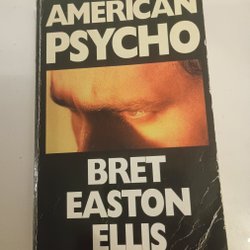 AMERICAN
PSYCHO
BRET
EASTON
ELLIS